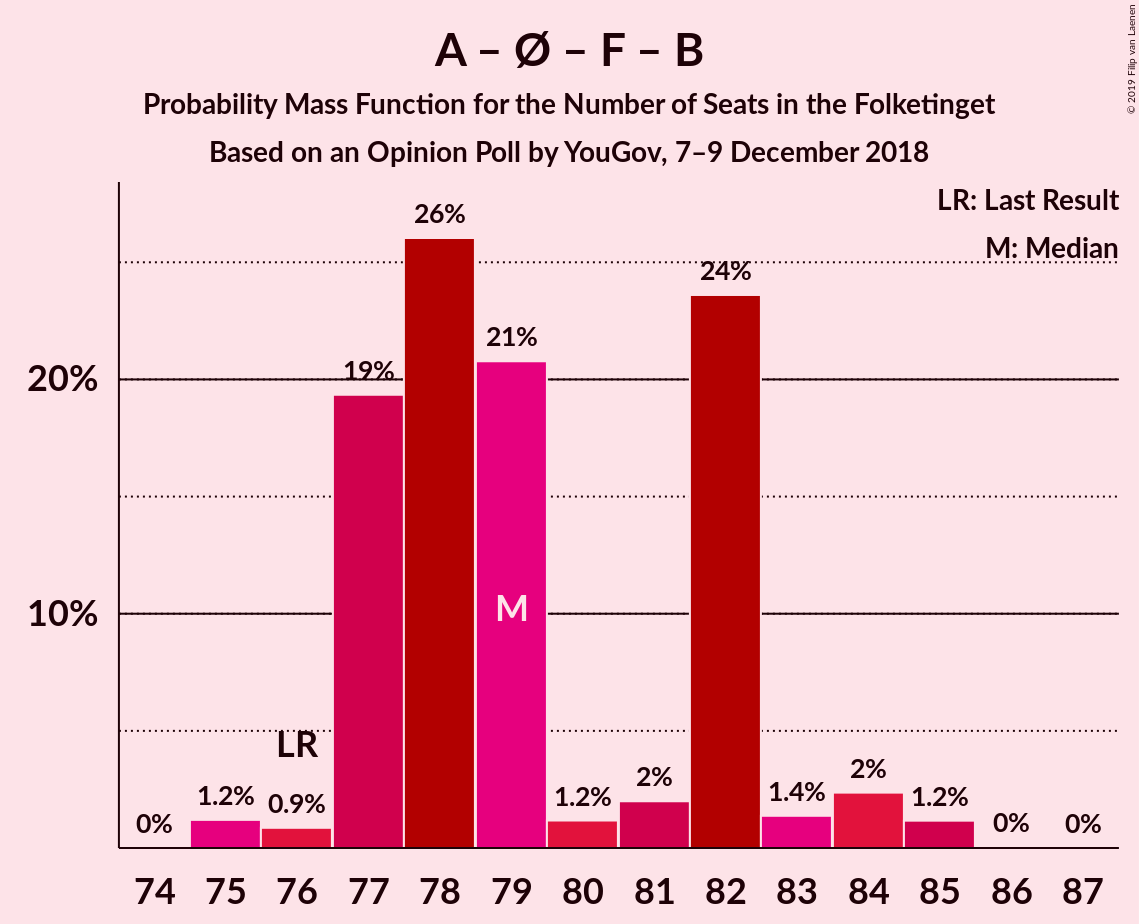 A – Ø – F – B
Probability Mass Function for the Number of Seats in the Folketinget
Based on an Opinion Poll by YouGov, 7–9 December 2018
© 2019 Filip van Laenen
LR: Last Result
M: Median
26%
24%
21%
19%
20%
M
10%
LR
2%
2%
1.2%
0.9%
1.2%
1.4%
1.2%
0%
0%
0%
74 75 76 77 78 79 80 81 82 83 84 85 86 87